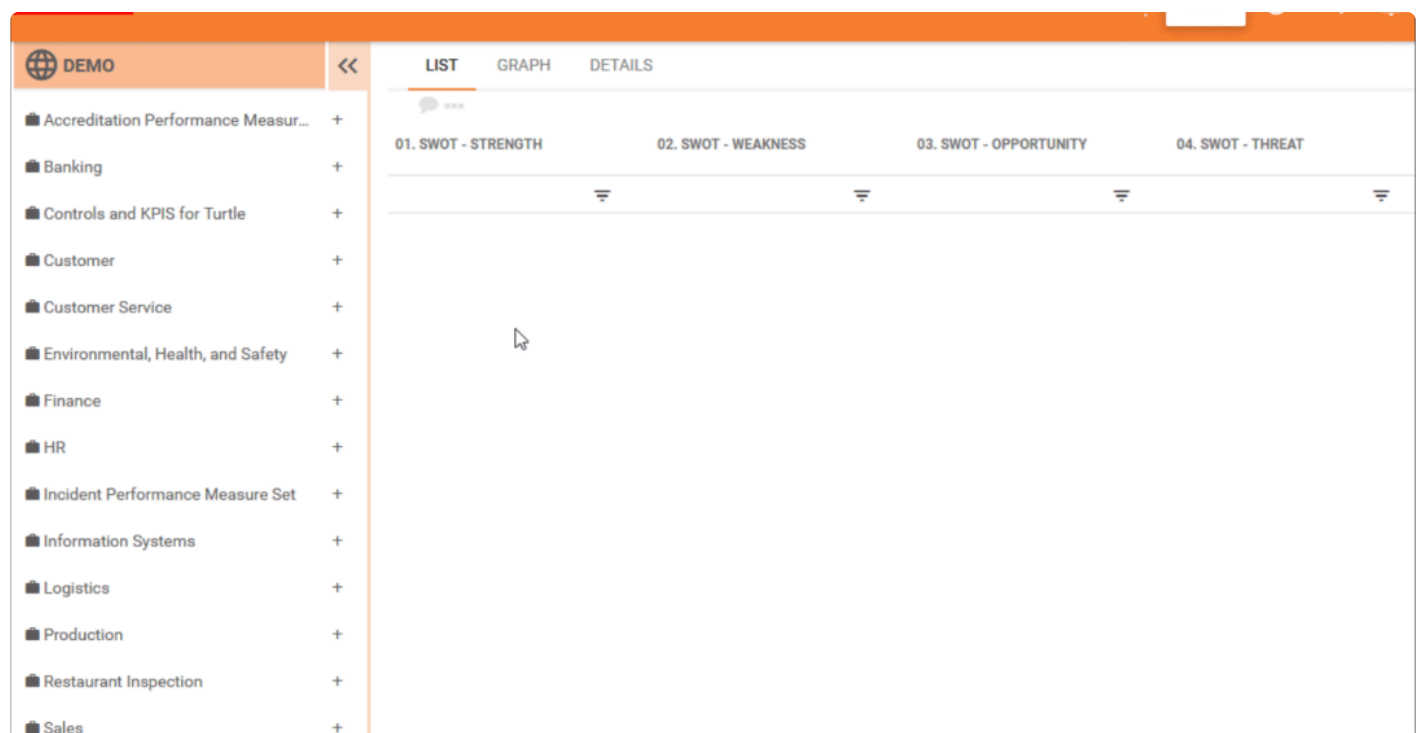 DEMO
LIST GRAPH DETAILS
Accreditation Performance Measur... +
01. SWOT - STRENGTH 02. SWOT - WEAKNESS 03. SWOT - OPPORTUNITY 04. SWOT - THREAT
Banking +
Controls and KPIS for Turtle +
Customer +
Customer Service +
Environmental, Health, and Safety +
Finance +
HR +
Incident Performance Measure Set +
Information Systems +
Logistics +
Production +
Restaurant Inspection +
Sales +